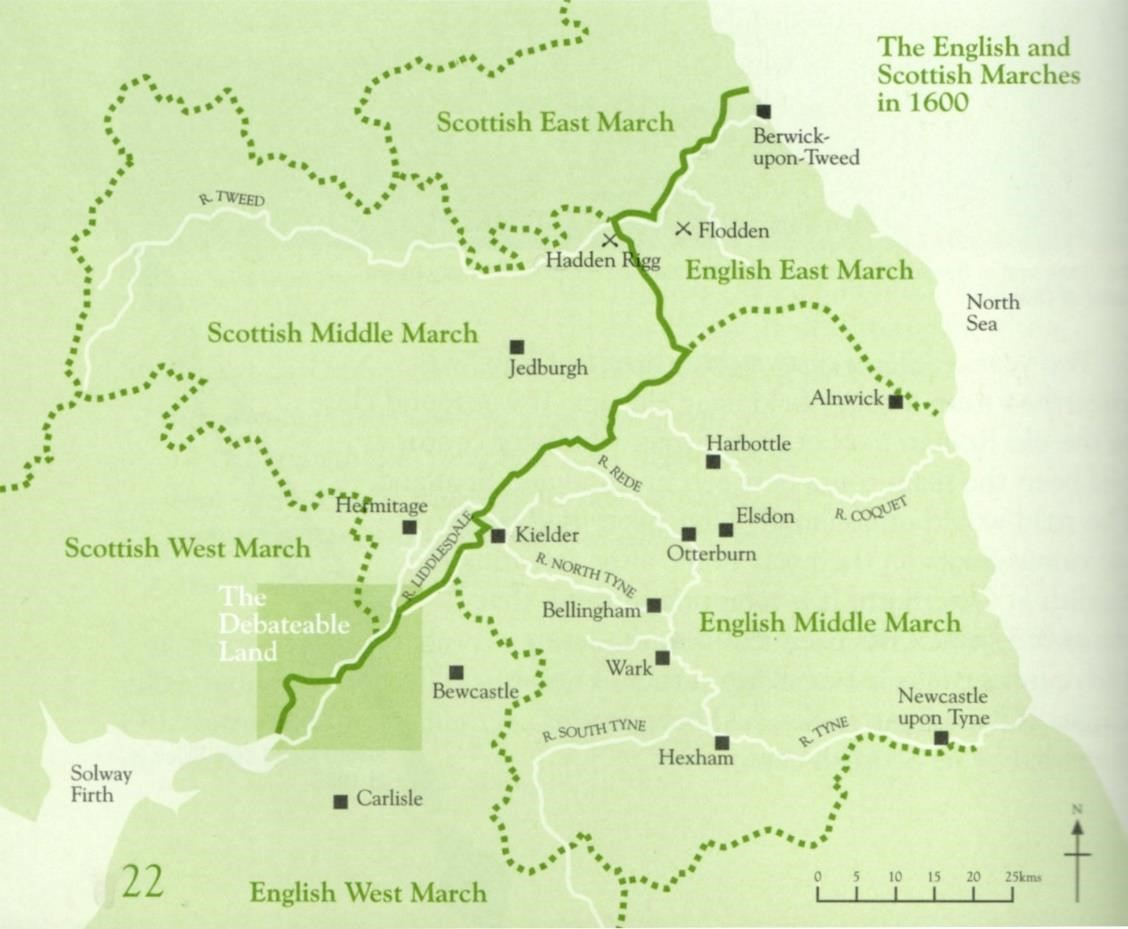 The English and
Scottish Marches
in 1600
Scottish East March
Berwick-
upon-Tweed
R. TWEED
Flodden
Hadden Rigg
English East March
North
Sea
Scottish Middle March
Jedburgh
Alnwick
Harbottle
R. REDE
R. COQUET
Hermitage
Elsdon
Kielder
Otterburn
Scottish West March
R. LIDDLESDALE
R. NORTH TYNE
The
Debateable
Land
Bellingham
English Middle March
Wark
Bewcastle
Newcastle
upon Tyne
R. SOUTH TYNE
R. TYNE
Hexham
Solway
Firth
Carlisle
N
22
English West March
0 5 10 15 20 25kms